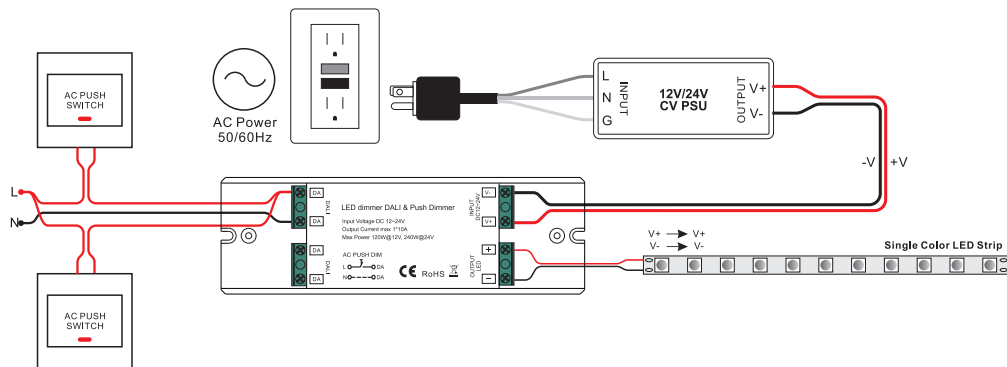 AC PUSH
SWITCH
AC Power
50/60Hz
L
N
G
INPUT
12V/24V
CV PSU
OUTPUT
V+
V-
-V
+V
L
N
DA
DA
DALI
DA
DA
DALI
LED dimmer DALI & Push Dimmer
Input Voltage DC 12~24V
Output Current max 1*10A
Max Power 120W@12V, 240W@24V
AC PUSH DIM
L DA
N DA
CE RoHS
INPUT
DC12~24V
V-
V+
OUTPUT
LED
+
−
V+ V+
V- V-
Single Color LED Strip
AC PUSH
SWITCH